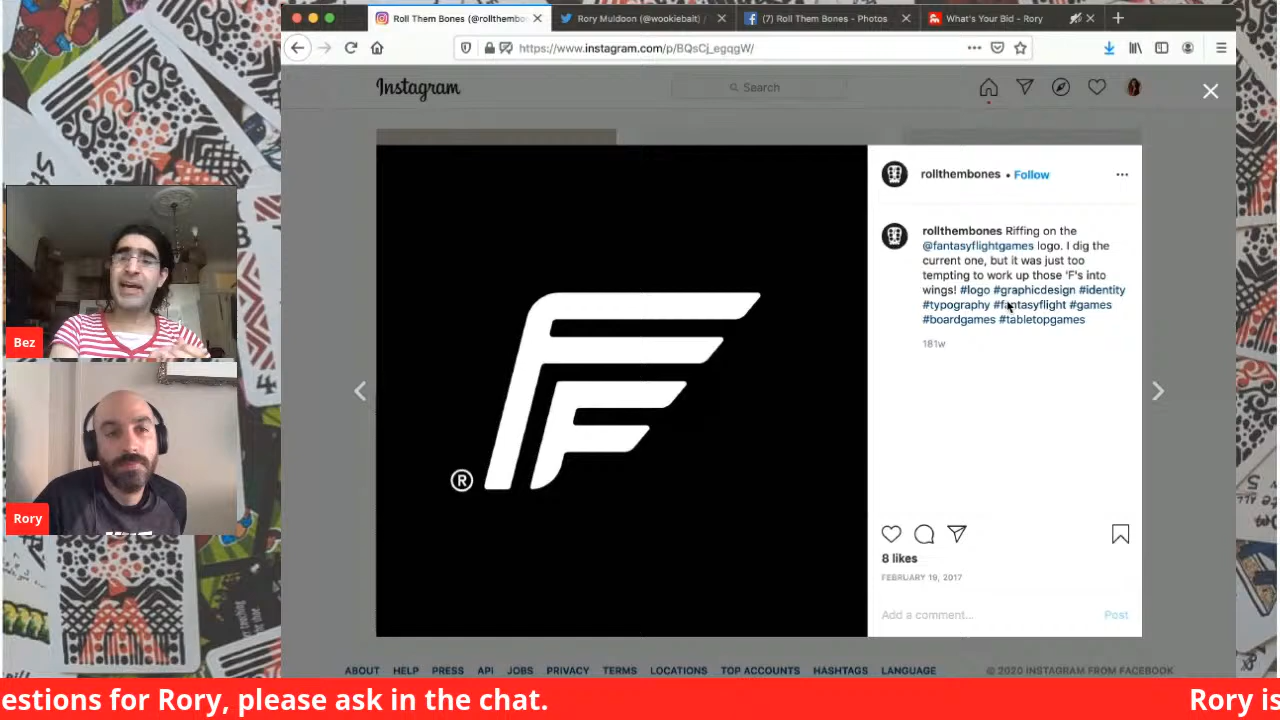 Roll Them Bones (@rollthembo
Rory Muldoon (@wookiebait) /
(7) Roll Them Bones - Photos
What's Your Bid - Rory
https://www.instagram.com/p/BQsCj_egqgW/
Instagram
Search
rollthembones • Follow
rollthembones Riffing on the
@fantasyflightgames logo. I dig the
current one, but it was just too
tempting to work up those 'F's into
wings! #logo #graphicdesign #identity
#typography #fantasyflight #games
#boardgames #tabletopgames
181w
FF
®
8 likes
FEBRUARY 19, 2017
Add a comment... Post
ABOUT HELP PRESS API JOBS PRIVACY TERMS LOCATIONS TOP ACCOUNTS HASHTAGS LANGUAGE © 2020 INSTAGRAM FROM FACEBOOK
Bez
Rory
estions for Rory, please ask in the chat. Rory is